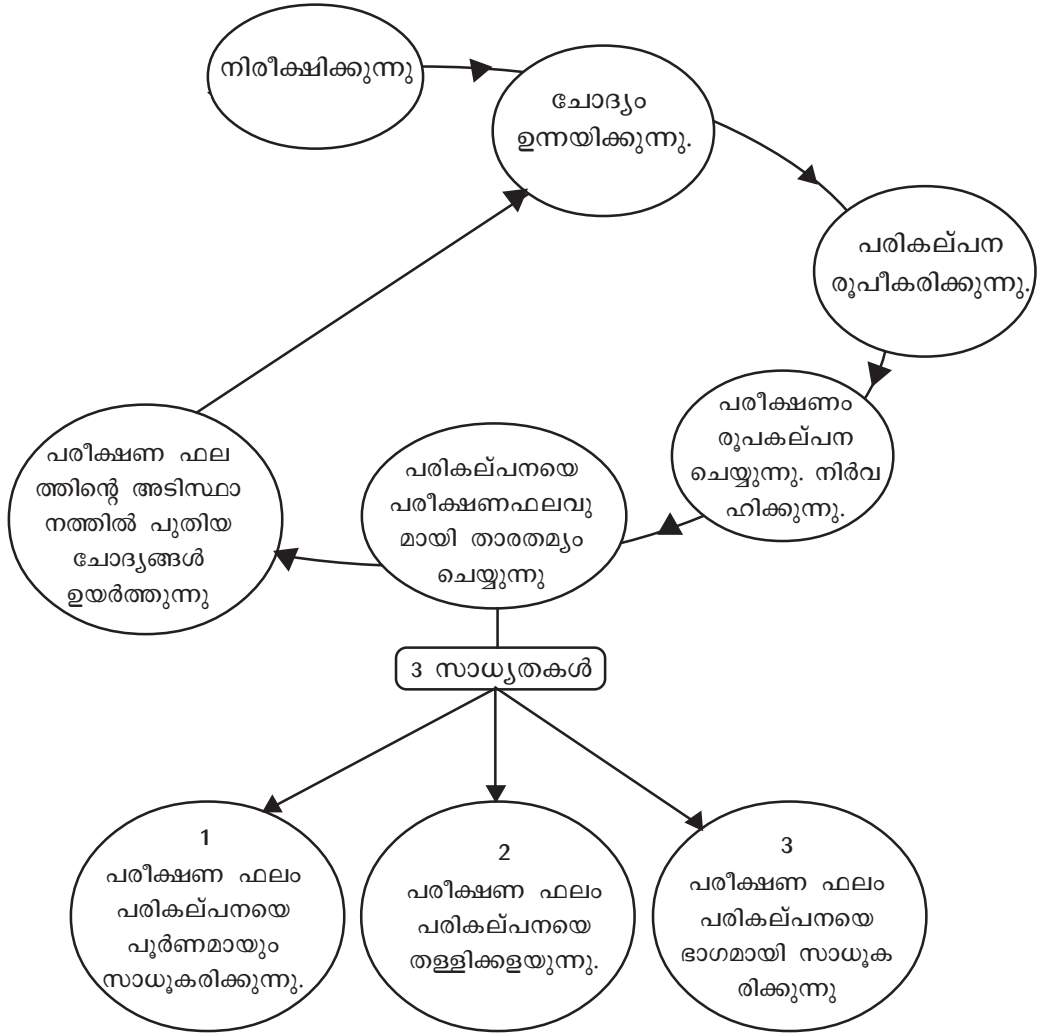 നിരീക്ഷിക്കുന്നു
ചോദ്യം
ഉന്നയിക്കുന്നു.
പരികല്പന
രൂപീകരിക്കുന്നു.
പരീക്ഷണം
രൂപകല്പന
ചെയ്യുന്നു. നിർവ
ഹിക്കുന്നു.
പരികല്പനയെ
പരീക്ഷണഫലവു
മായി താരതമ്യം
ചെയ്യുന്നു
പരീക്ഷണ ഫല
ത്തിന്റെ അടിസ്ഥാ
നത്തിൽ പുതിയ
ചോദ്യങ്ങൾ
ഉയർത്തുന്നു
3 സാധ്യതകൾ
1
പരീക്ഷണ ഫലം
പരികല്പനയെ
പൂർണമായും
സാധൂകരിക്കുന്നു.
2
പരീക്ഷണ ഫലം
പരികല്പനയെ
തള്ളിക്കളയുന്നു.
3
പരീക്ഷണ ഫലം
പരികല്പനയെ
ഭാഗമായി സാധൂക
രിക്കുന്നു